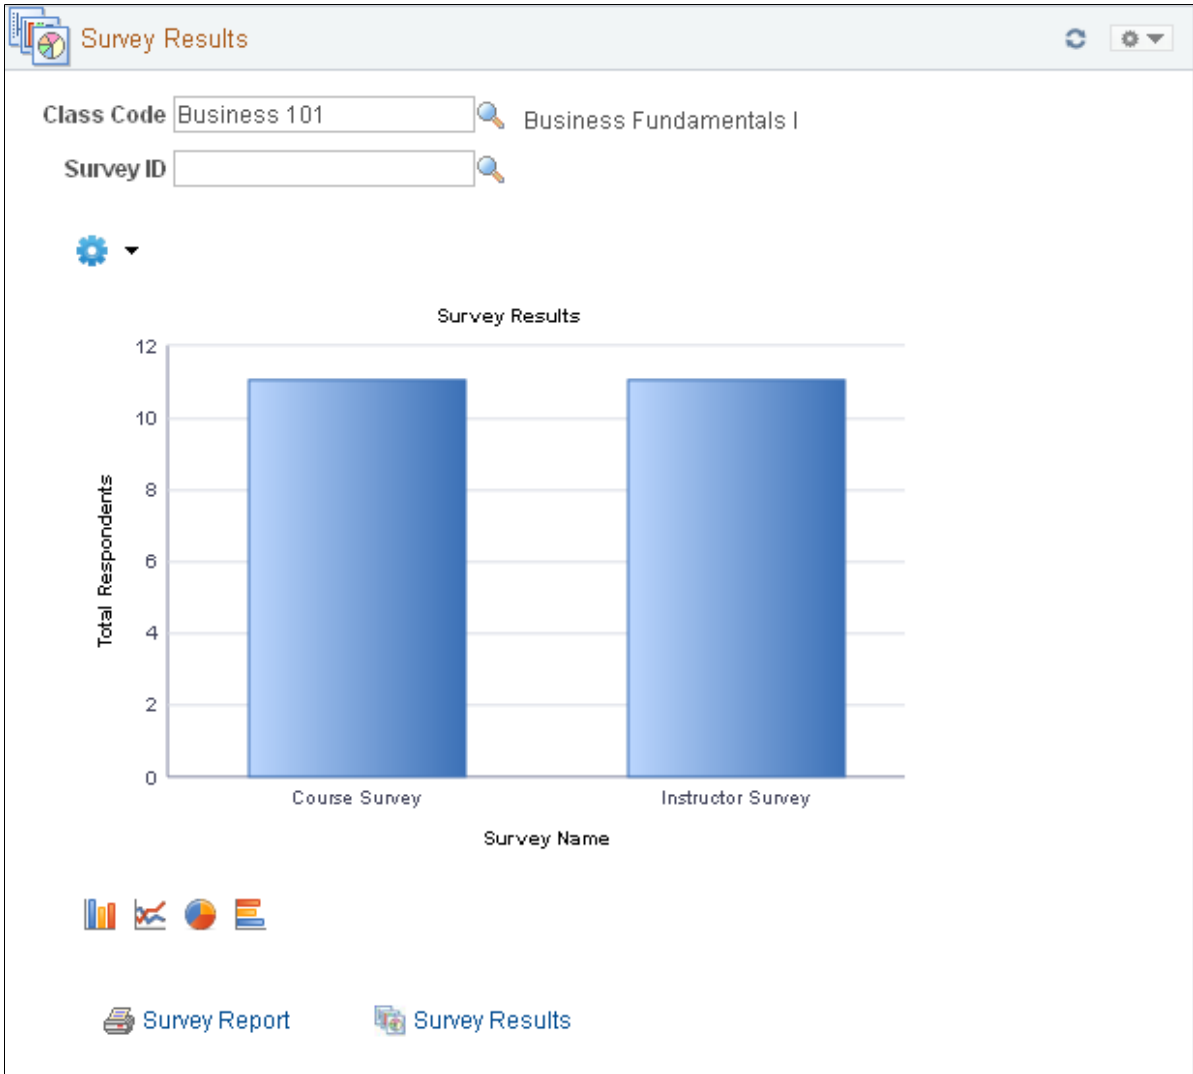 Survey Results
Class Code Business 101 Business Fundamentals I
Survey ID
Survey Results
12
10
8
6
4
2
0
Total Respondents
Course Survey Instructor Survey
Survey Name
Survey Report Survey Results